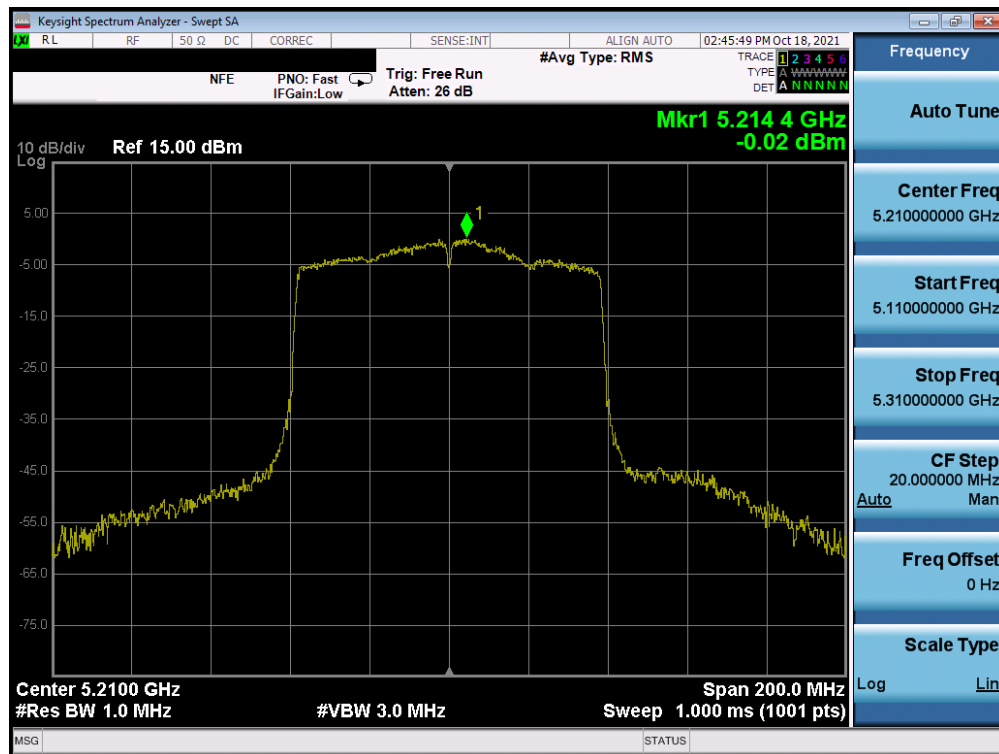 Keysight Spectrum Analyzer - Swept SA
LXI RL RF 50 Ω DC CORREC SENSE:INT ALIGN AUTO 02:45:49 PM Oct 18, 2021
Frequency
NFE PNO: Fast IFGain:Low
Trig: Free Run
Atten: 26 dB
#Avg Type: RMS
TRACE 1 2 3 4 5 6
TYPE A WWWWWW
DET A N N N N N
Auto Tune
Mkr1 5.214 4 GHz
-0.02 dBm
10 dB/div Ref 15.00 dBm
Log
1
5.00
-5.00
-15.0
-25.0
-35.0
-45.0
-55.0
-65.0
-75.0
Center Freq
5.210000000 GHz
Start Freq
5.110000000 GHz
Stop Freq
5.310000000 GHz
CF Step
20.000000 MHz
Auto Man
Freq Offset
0 Hz
Scale Type
Log Lin
Center 5.2100 GHz Span 200.0 MHz
#Res BW 1.0 MHz #VBW 3.0 MHz Sweep 1.000 ms (1001 pts)
MSG STATUS